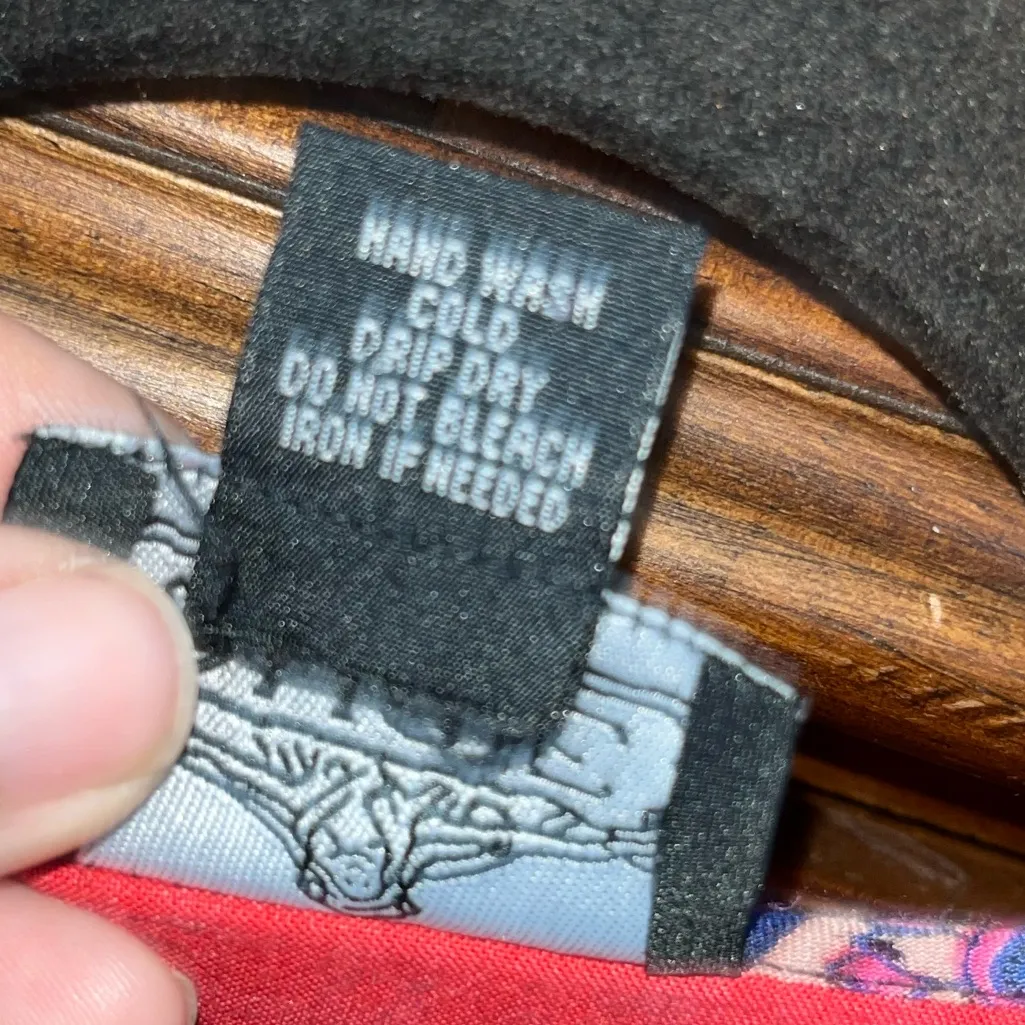 HAND WASH
COLD
DRIP DRY
DO NOT BLEACH
IRON IF NEEDED